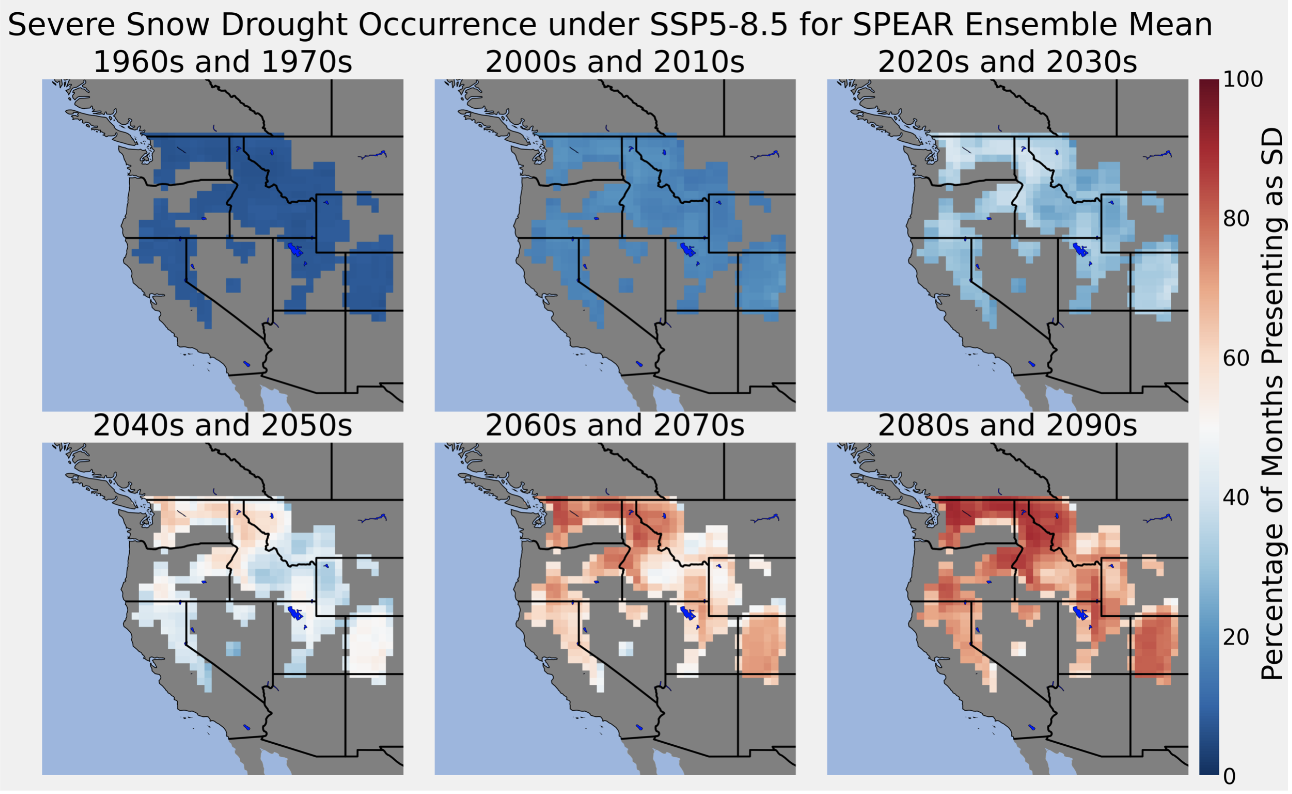 Severe Snow Drought Occurrence under SSP5-8.5 for SPEAR Ensemble Mean
1960s and 1970s
2000s and 2010s
2020s and 2030s
2040s and 2050s
2060s and 2070s
2080s and 2090s
100
80
60
40
20
0
Percentage of Months Presenting as SD